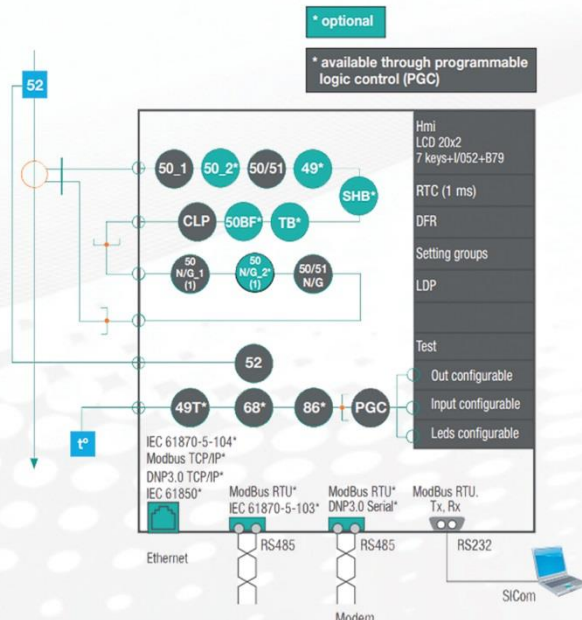 * optional
* available through programmable
logic control (PGC)
52
Hmi
LCD 20x2
7 keys+I/052+B79
50_1
50_2*
50/51
49*
SHB*
RTC (1 ms)
CLP
50BF*
TB*
DFR
Setting groups
50
N/G_1
(1)
50
N/G_2*
(1)
50/51
N/G
LDP
Test
52
Out configurable
49T*
68*
86*
PGC
Input configurable
Leds configurable
t°
IEC 61870-5-104*
Modbus TCP/IP*
DNP3.0 TCP/IP*
IEC 61850*
ModBus RTU*
IEC 61870-5-103*
ModBus RTU*
DNP3.0 Serial*
ModBus RTU.
Tx, Rx
Ethernet
RS485
RS485
RS232
SICom
Modem